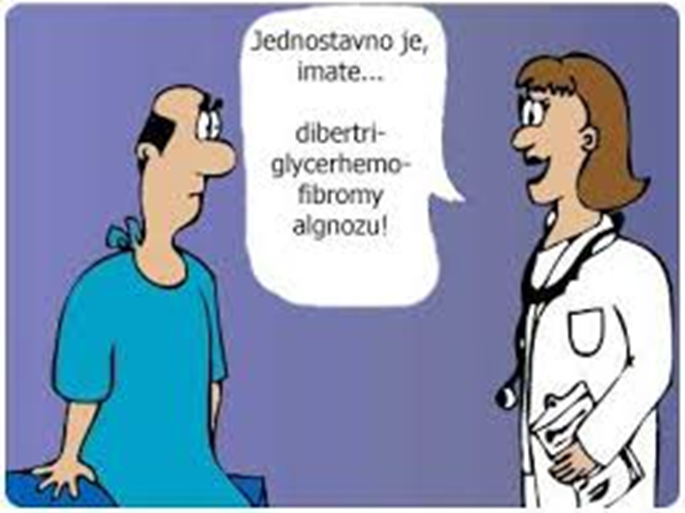 Jednostavno je,
imate...
dibertri-
glycerhemo-
fibromy
algnozu!